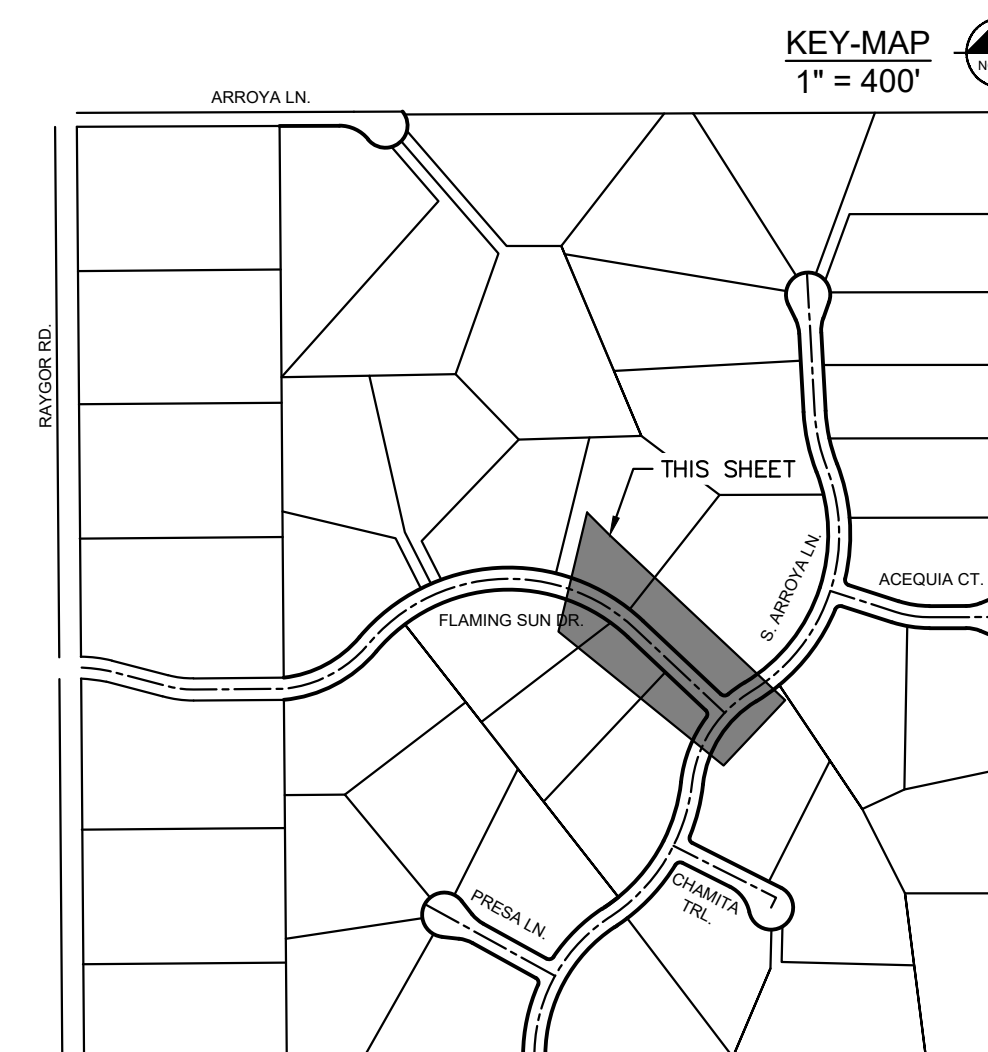 KEY-MAP
1" = 400'
ARROYA LN.
RAYGOR RD.
THIS SHEET
S. ARROYA LN.
ACEQUIA CT.
FLAMING SUN DR.
CHAMITA
TRL.
PRESA LN.